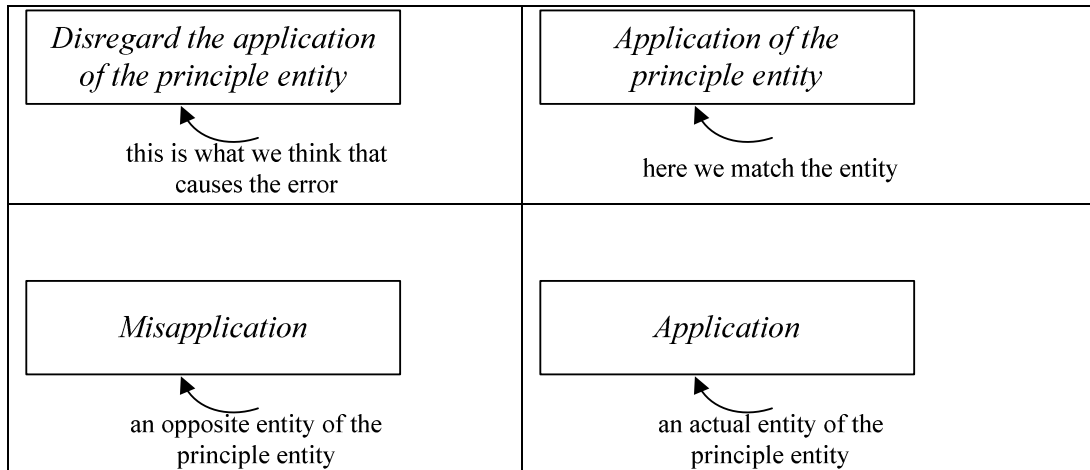 Disregard the application
of the principle entity
this is what we think that
causes the error
Application of the
principle entity
here we match the entity
Misapplication
an opposite entity of the
principle entity
Application
an actual entity of the
principle entity